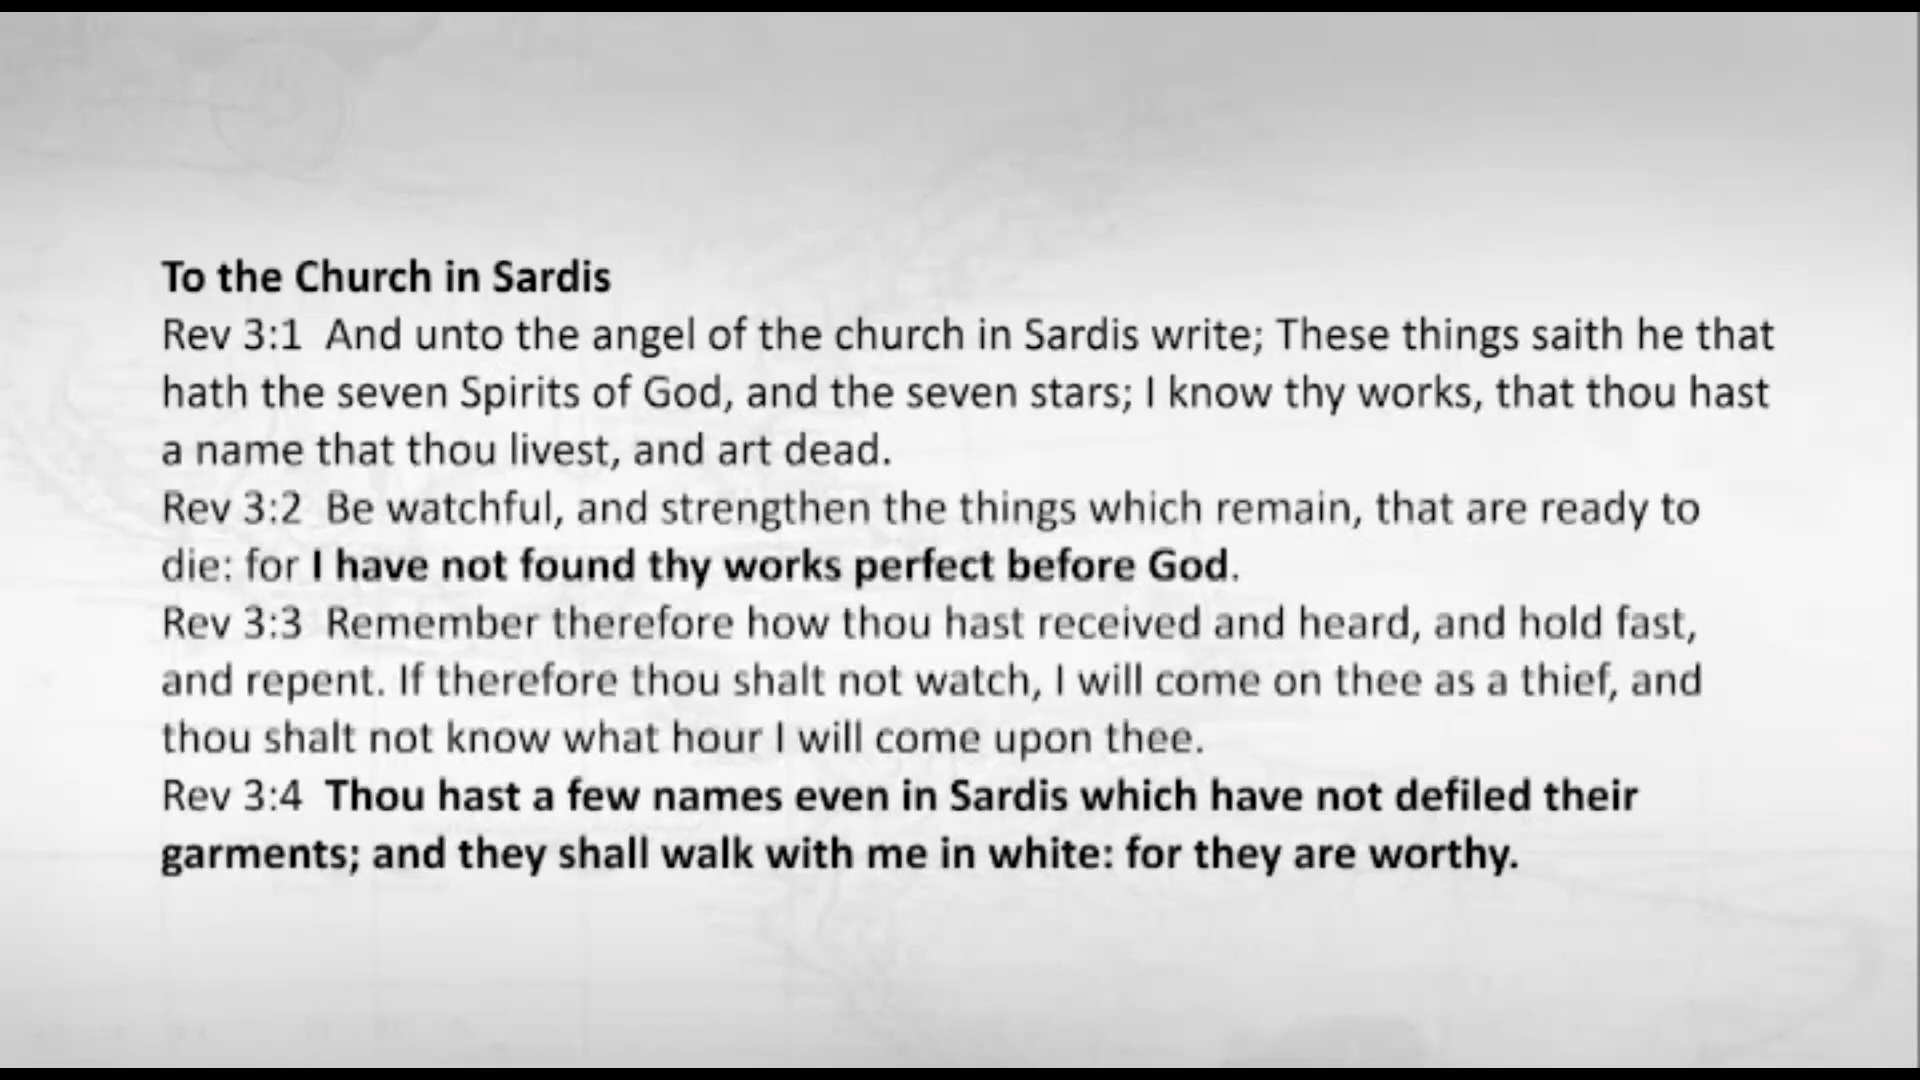 To the Church in Sardis
Rev 3:1  And unto the angel of the church in Sardis write; These things saith he that
hath the seven Spirits of God, and the seven stars; I know thy works, that thou hast
a name that thou livest, and art dead.
Rev 3:2  Be watchful, and strengthen the things which remain, that are ready to
die: for I have not found thy works perfect before God.
Rev 3:3  Remember therefore how thou hast received and heard, and hold fast,
and repent. If therefore thou shalt not watch, I will come on thee as a thief, and
thou shalt not know what hour I will come upon thee.
Rev 3:4  Thou hast a few names even in Sardis which have not defiled their
garments; and they shall walk with me in white: for they are worthy.